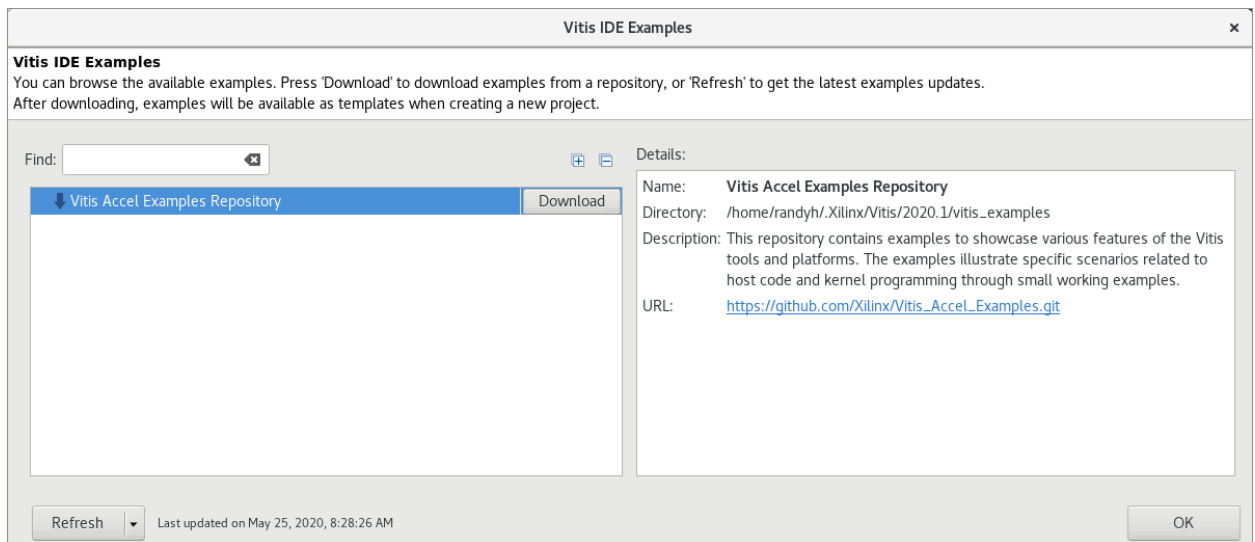 Vitis IDE Examples
Vitis IDE Examples
You can browse the available examples. Press 'Download' to download examples from a repository, or 'Refresh' to get the latest examples updates.
After downloading, examples will be available as templates when creating a new project.
Find:
Vitis Accel Examples Repository
Download
Details:
Name: Vitis Accel Examples Repository
Directory: /home/randyh/.Xilinx/Vitis/2020.1/vitis_examples
Description: This repository contains examples to showcase various features of the Vitis
tools and platforms. The examples illustrate specific scenarios related to
host code and kernel programming through small working examples.
URL: https://github.com/Xilinx/Vitis_Accel_Examples.git
Refresh
Last updated on May 25, 2020, 8:28:26 AM
OK